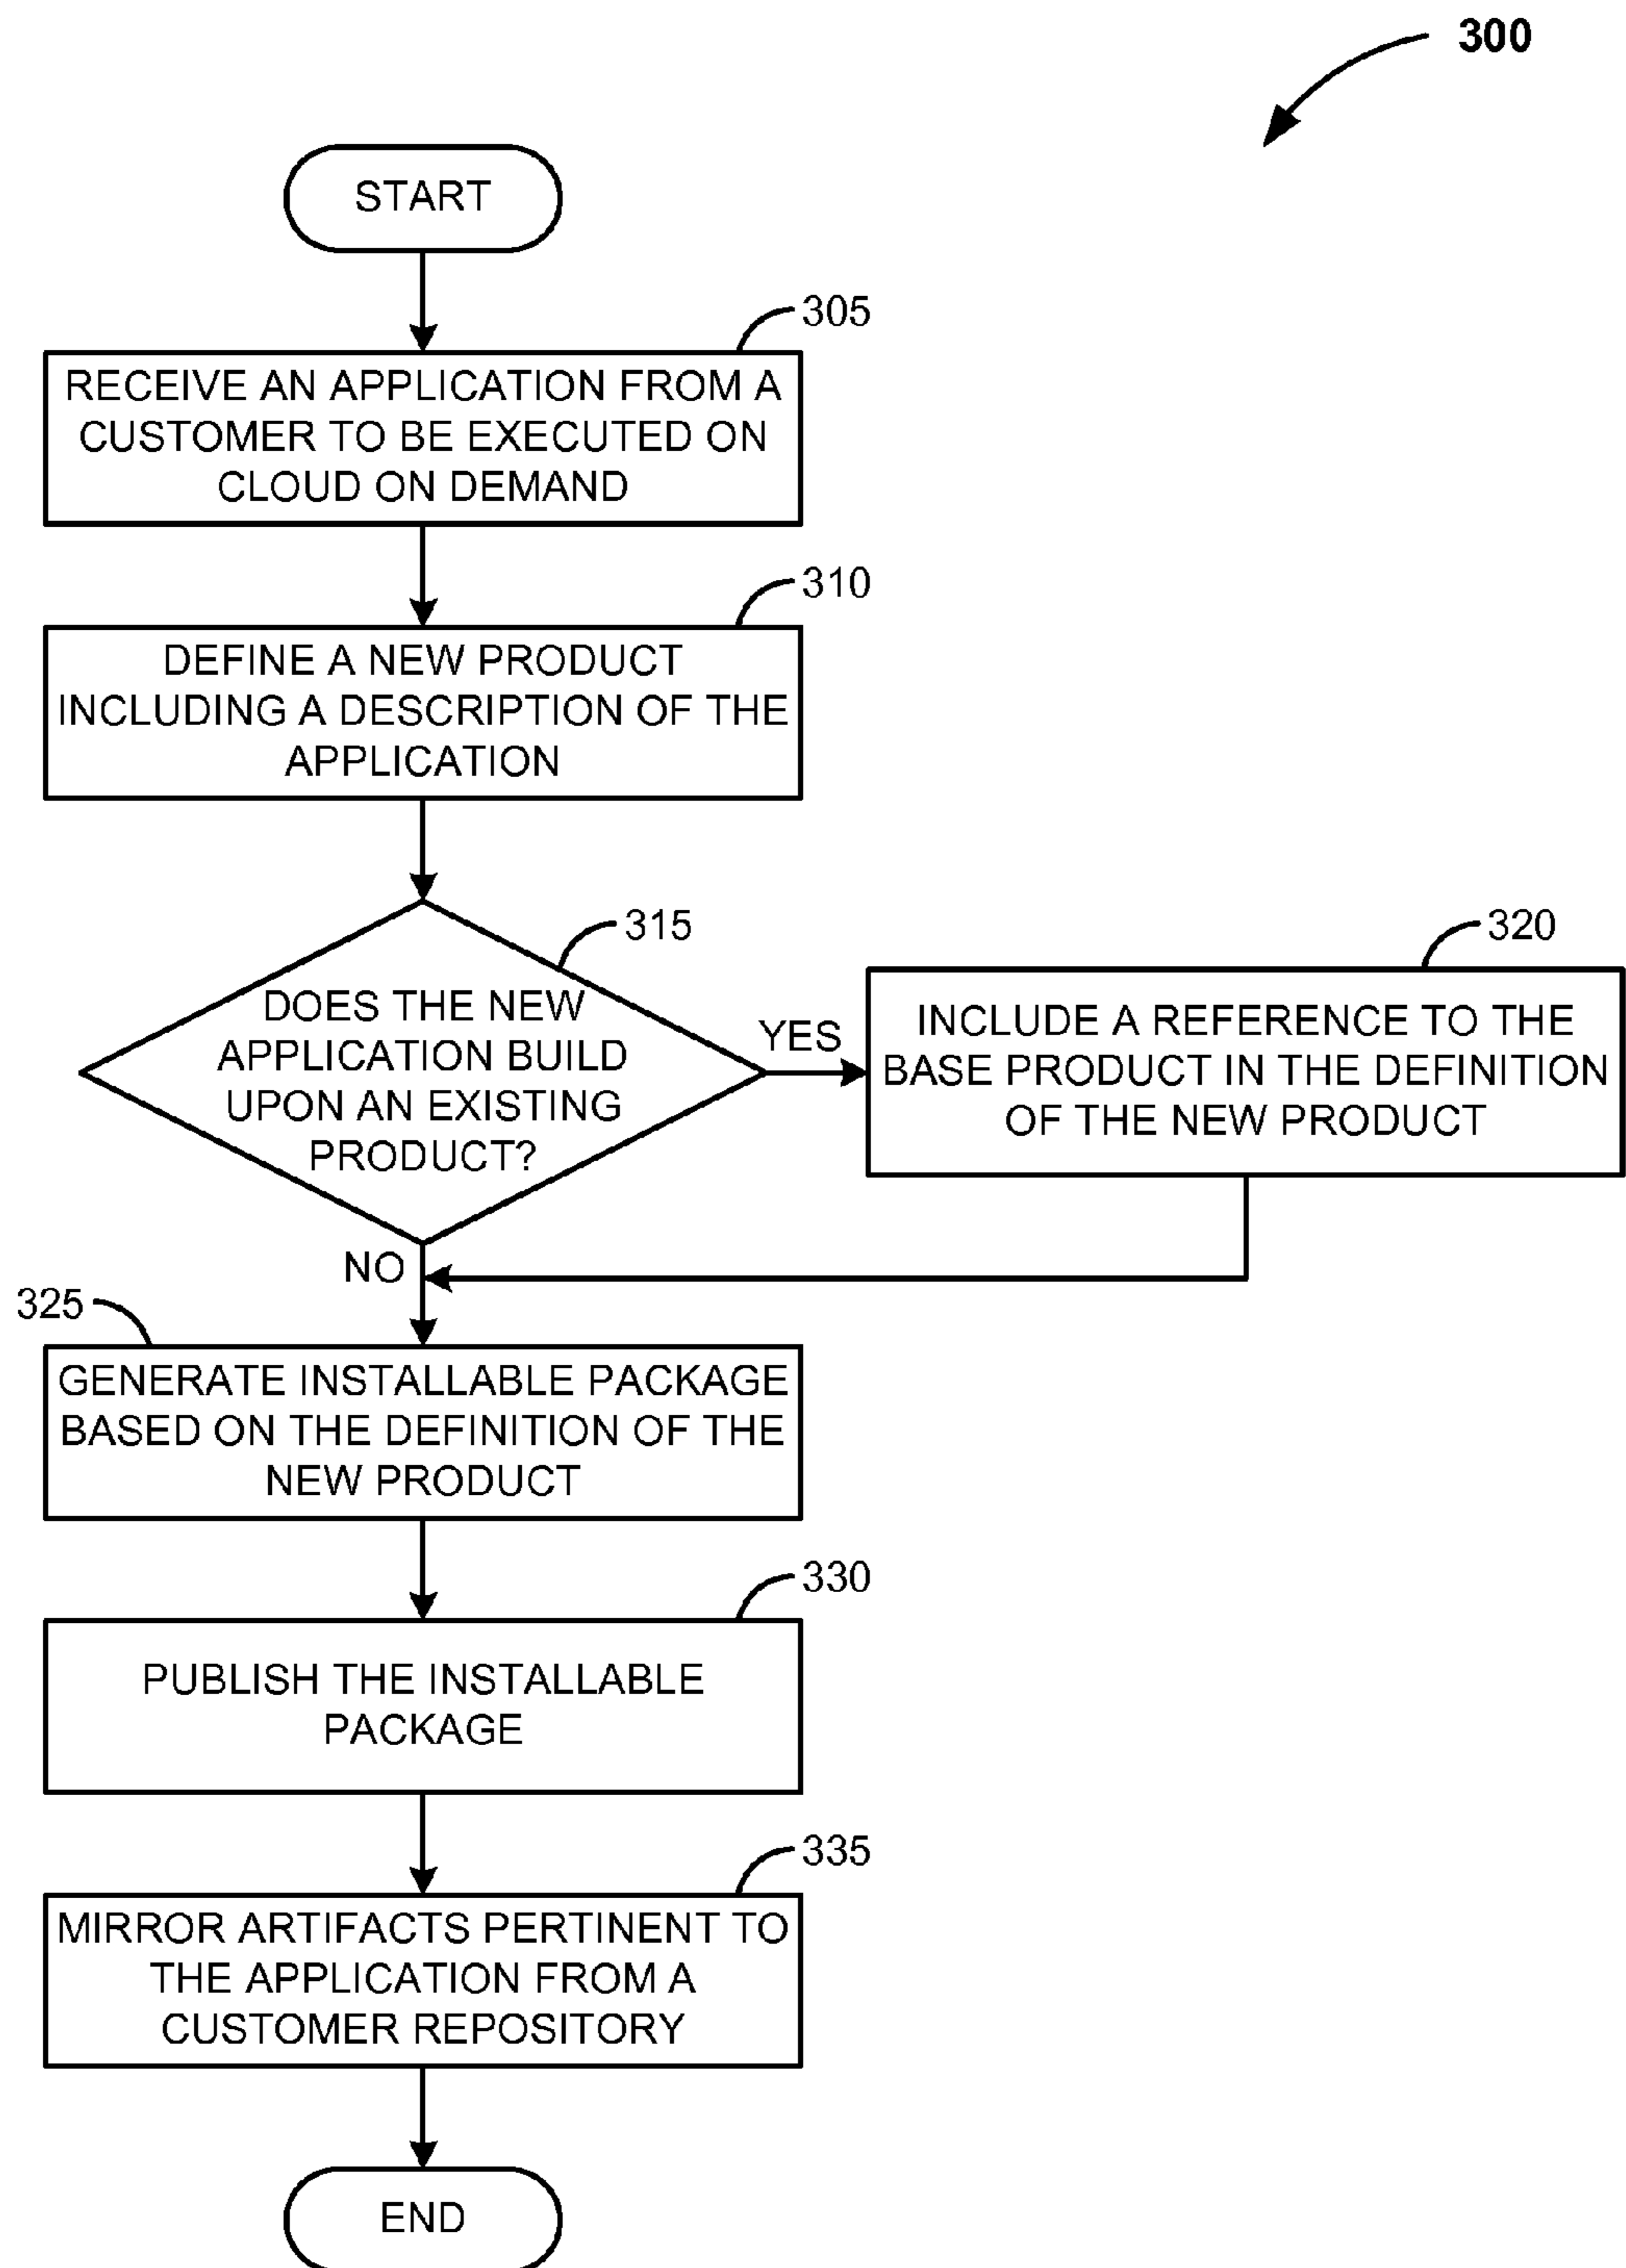 300
START
305
RECEIVE AN APPLICATION FROM A
CUSTOMER TO BE EXECUTED ON
CLOUD ON DEMAND
310
DEFINE A NEW PRODUCT
INCLUDING A DESCRIPTION OF THE
APPLICATION
315
DOES THE NEW
APPLICATION BUILD
UPON AN EXISTING
PRODUCT?
YES
320
INCLUDE A REFERENCE TO THE
BASE PRODUCT IN THE DEFINITION
OF THE NEW PRODUCT
NO
325
GENERATE INSTALLABLE PACKAGE
BASED ON THE DEFINITION OF THE
NEW PRODUCT
330
PUBLISH THE INSTALLABLE
PACKAGE
335
MIRROR ARTIFACTS PERTINENT TO
THE APPLICATION FROM A
CUSTOMER REPOSITORY
END